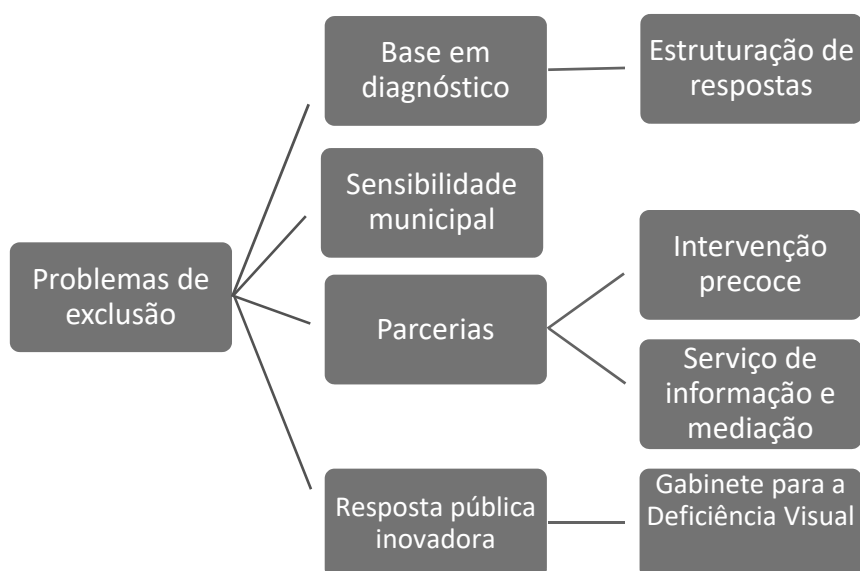 Problemas de
exclusão
Base em
diagnóstico
Estruturação de
respostas
Sensibilidade
municipal
Parcerias
Intervenção
precoce
Serviço de
informação e
mediação
Resposta pública
inovadora
Gabinete para a
Deficiência Visual